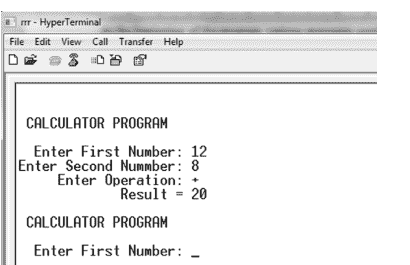 rrr - HyperTerminal
File Edit View Call Transfer Help
CALCULATOR PROGRAM
Enter First Number: 12
Enter Second Nummber: 8
Enter Operation: +
Result = 20
CALCULATOR PROGRAM
Enter First Number: _